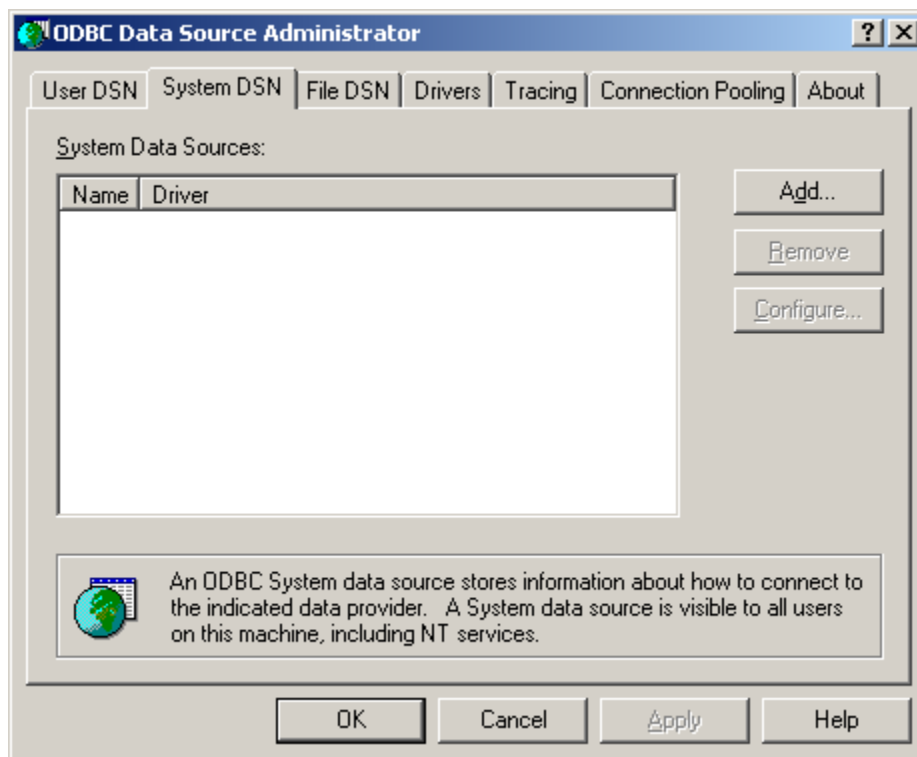 ODBC Data Source Administrator
User DSN System DSN File DSN Drivers Tracing Connection Pooling About
System Data Sources:
Name Driver
Add...
Remove
Configure...
An ODBC System data source stores information about how to connect to
the indicated data provider. A System data source is visible to all users
on this machine, including NT services.
OK Cancel Apply Help